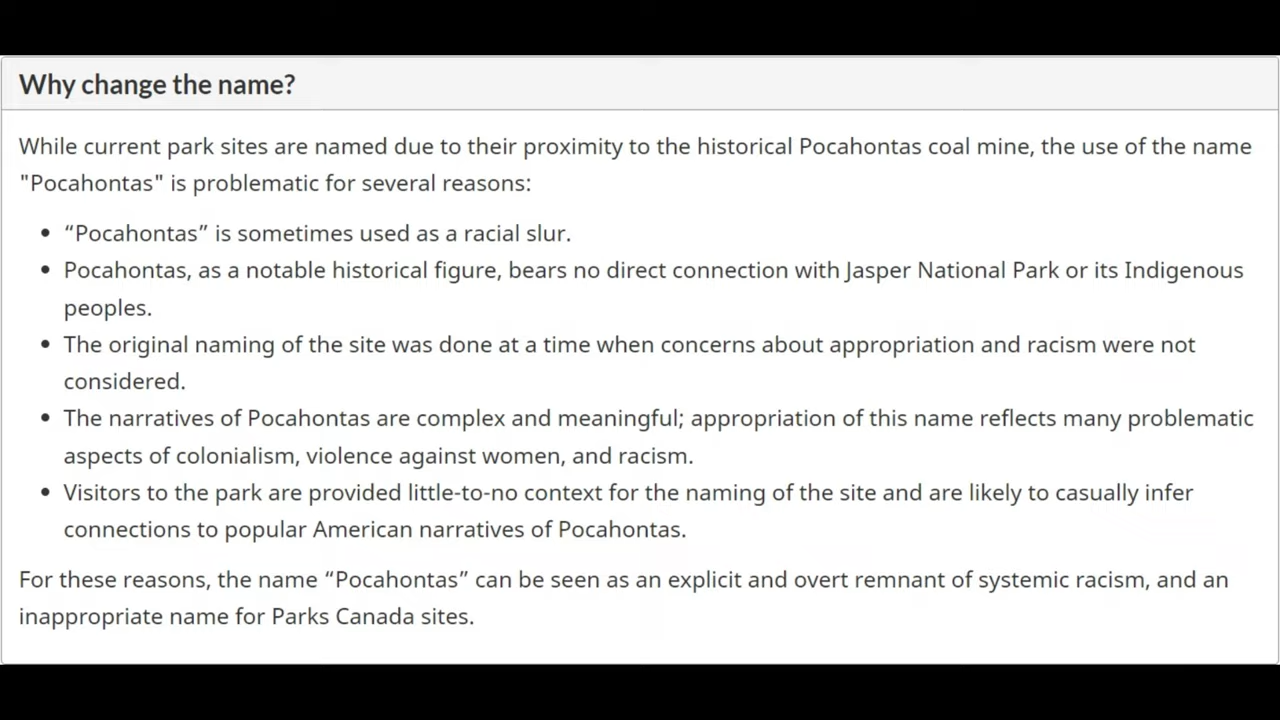 Why change the name?
While current park sites are named due to their proximity to the historical Pocahontas coal mine, the use of the name
"Pocahontas" is problematic for several reasons:
• “Pocahontas” is sometimes used as a racial slur.
• Pocahontas, as a notable historical figure, bears no direct connection with Jasper National Park or its Indigenous
peoples.
• The original naming of the site was done at a time when concerns about appropriation and racism were not
considered.
• The narratives of Pocahontas are complex and meaningful; appropriation of this name reflects many problematic
aspects of colonialism, violence against women, and racism.
• Visitors to the park are provided little-to-no context for the naming of the site and are likely to casually infer
connections to popular American narratives of Pocahontas.
For these reasons, the name “Pocahontas” can be seen as an explicit and overt remnant of systemic racism, and an
inappropriate name for Parks Canada sites.